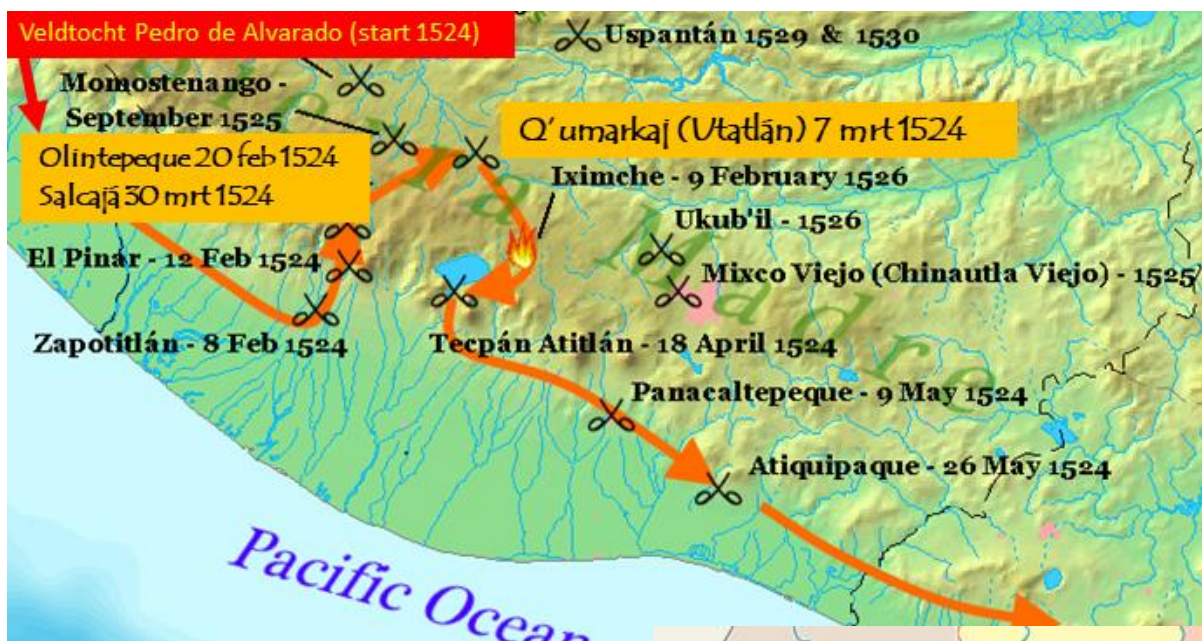 Veldtocht Pedro de Alvarado (start 1524)
Uspantán 1529 & 1530
Momostenango -
September 1525
Olintepeque 20 feb 1524
Salcajá 30 mrt 1524
Q'umarkaj (Utatlán) 7 mrt 1524
Iximche - 9 February 1526
Ukub'il - 1526
El Pinar - 12 Feb 1524
Mixco Viejo (Chinautla Viejo) - 1525
Zapotitlán - 8 Feb 1524
Tecpán Atitlán - 18 April 1524
Panacaltepeque - 9 May 1524
Atiquipaque - 26 May 1524
Madre
Pacific Ocean